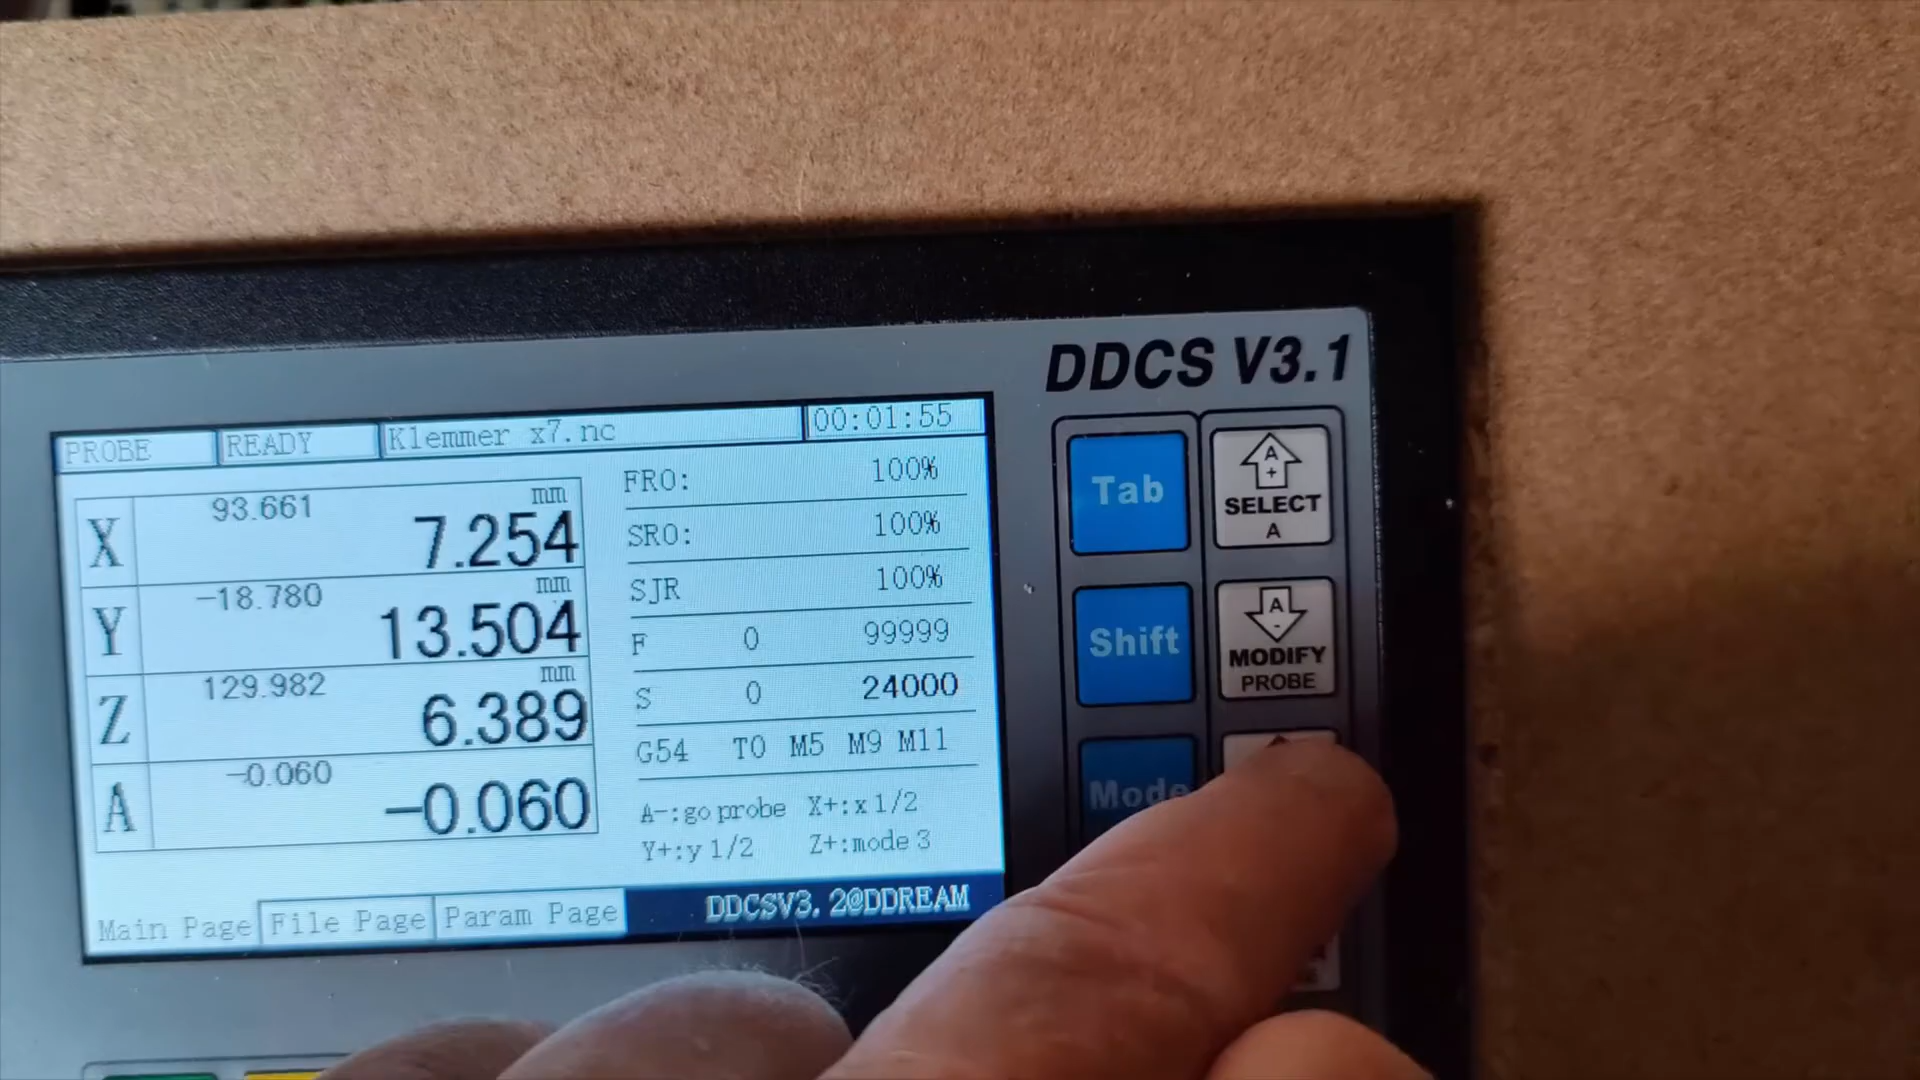 DDCS V3.1
PROBE READY Klemmer x7.nc 00:01:55
X 93.661 mm 7.254
Y -18.780 mm 13.504
Z 129.982 mm 6.389
A -0.060 -0.060
FRO: 100%
SRO: 100%
SJR 100%
F 0 99999
S 0 24000
G54 T0 M5 M9 M11
A-:go probe X+:x 1/2
Y+:y 1/2 Z+:mode 3
Main Page File Page Param Page DDCSV3.2@DDREAM
Tab
A
+
SELECT
A
Shift
A
-
MODIFY
PROBE
Mode